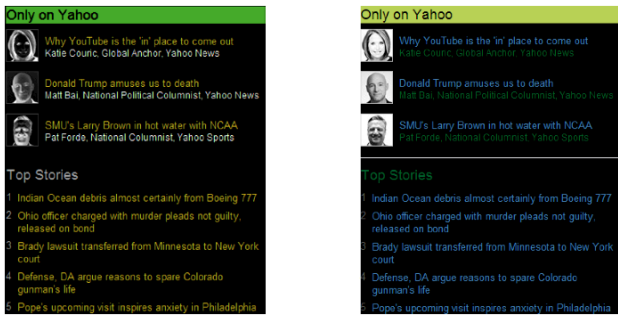 Only on Yahoo
Why YouTube is the 'in' place to come out
Katie Couric, Global Anchor, Yahoo News
Donald Trump amuses us to death
Matt Bai, National Political Columnist, Yahoo News
SMU's Larry Brown in hot water with NCAA
Pat Forde, National Columnist, Yahoo Sports
Top Stories
1 Indian Ocean debris almost certainly from Boeing 777
2 Ohio officer charged with murder pleads not guilty,
released on bond
3 Brady lawsuit transferred from Minnesota to New York
court
4 Defense, DA argue reasons to spare Colorado
gunman's life
5 Pope's upcoming visit inspires anxiety in Philadelphia
Only on Yahoo
Why YouTube is the 'in' place to come out
Katie Couric, Global Anchor, Yahoo News
Donald Trump amuses us to death
Matt Bai, National Political Columnist, Yahoo News
SMU's Larry Brown in hot water with NCAA
Pat Forde, National Columnist, Yahoo Sports
Top Stories
1 Indian Ocean debris almost certainly from Boeing 777
2 Ohio officer charged with murder pleads not guilty,
released on bond
3 Brady lawsuit transferred from Minnesota to New York
court
4 Defense, DA argue reasons to spare Colorado
gunman's life
5 Pope's upcoming visit inspires anxiety in Philadelphia